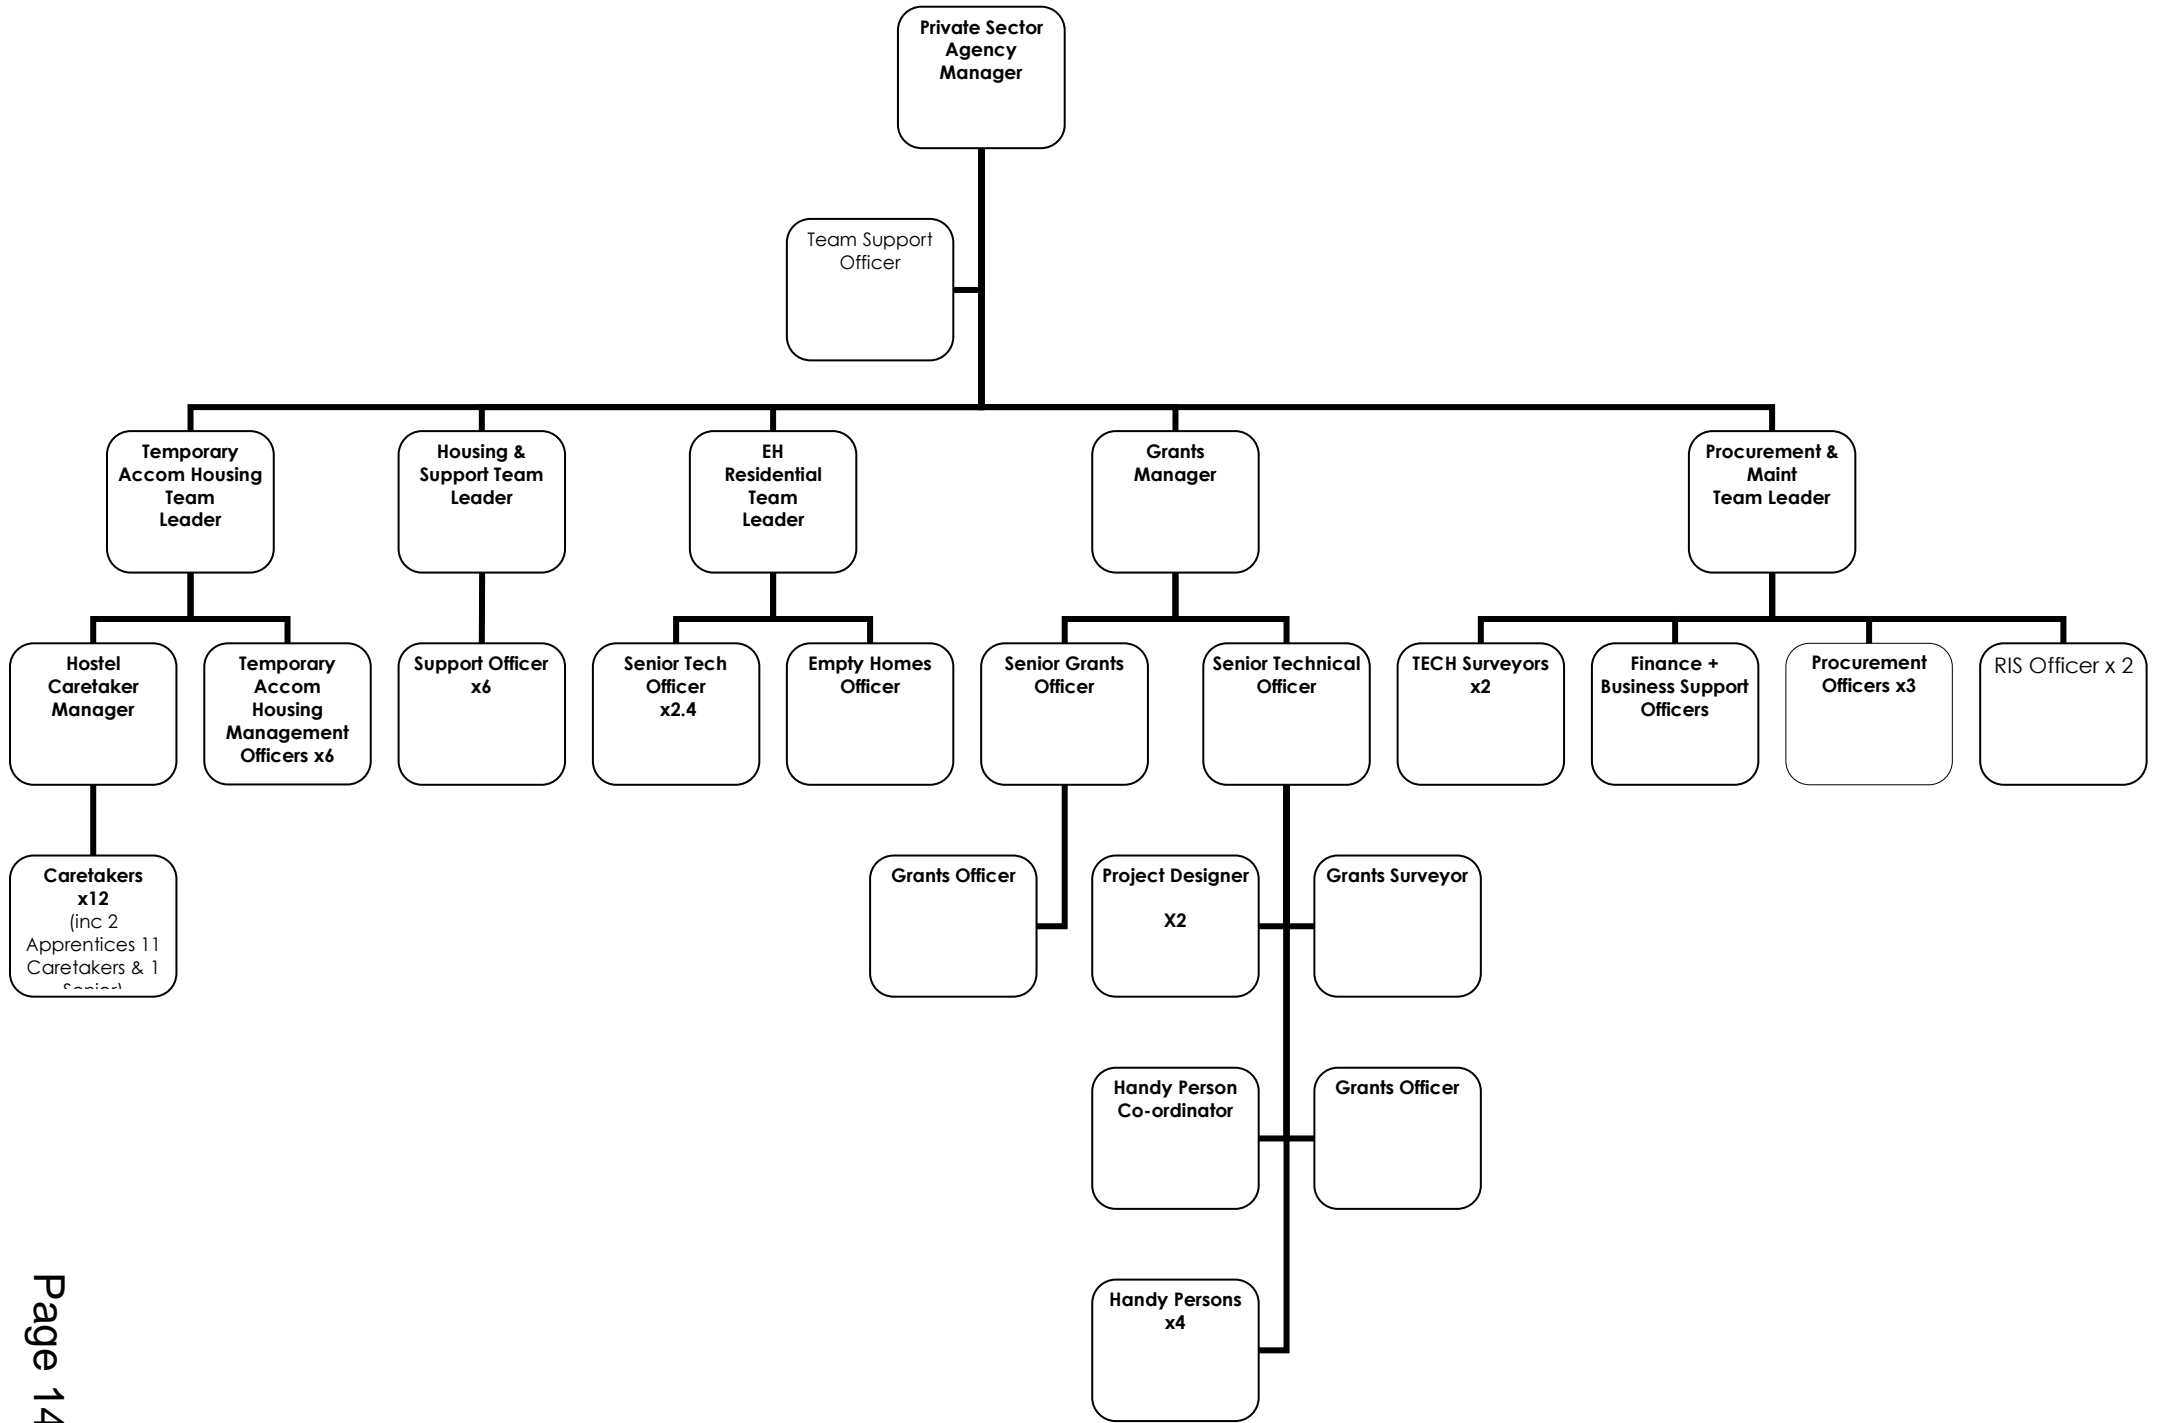 Private Sector
Agency
Manager
Team Support
Officer
Temporary
Accom Housing
Team
Leader
Housing &
Support Team
Leader
EH
Residential
Team
Leader
Grants
Manager
Procurement &
Maint
Team Leader
Hostel
Caretaker
Manager
Temporary
Accom
Housing
Management
Officers x6
Support Officer
x6
Senior Tech
Officer
x2.4
Empty Homes
Officer
Senior Grants
Officer
Senior Technical
Officer
TECH Surveyors
x2
Finance +
Business Support
Officers
Procurement
Officers x3
RIS Officer x 2
Caretakers
x12
(inc 2
Apprentices 11
Caretakers & 1
Senior)
Grants Officer
Project Designer
X2
Grants Surveyor
Handy Person
Co-ordinator
Grants Officer
Handy Persons
x4
Page 14